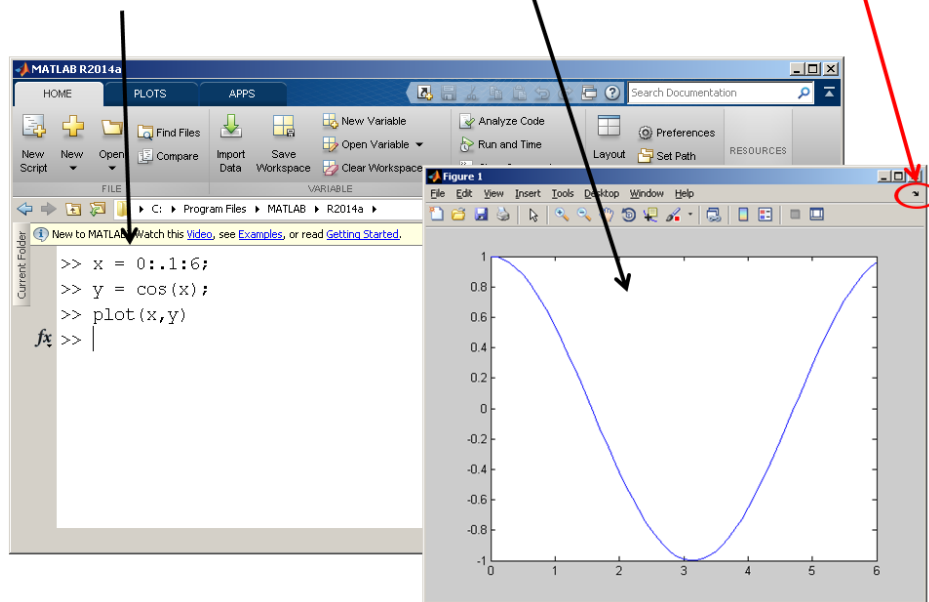 MATLAB R2014a
HOME PLOTS APPS
Search Documentation
New Script
New
Open
Find Files
Compare
Import Data
Save Workspace
New Variable
Open Variable
Clear Workspace
Analyze Code
Run and Time
Layout
Preferences
Set Path
RESOURCES
FILE
VARIABLE
C: Program Files MATLAB R2014a
Current Folder
New to MATLAB? Watch this Video, see Examples, or read Getting Started.
>> x = 0:.1:6;
>> y = cos(x);
>> plot(x,y)
fx >>
Figure 1
File Edit View Insert Tools Desktop Window Help
1
0.8
0.6
0.4
0.2
0
-0.2
-0.4
-0.6
-0.8
-1
0 1 2 3 4 5 6